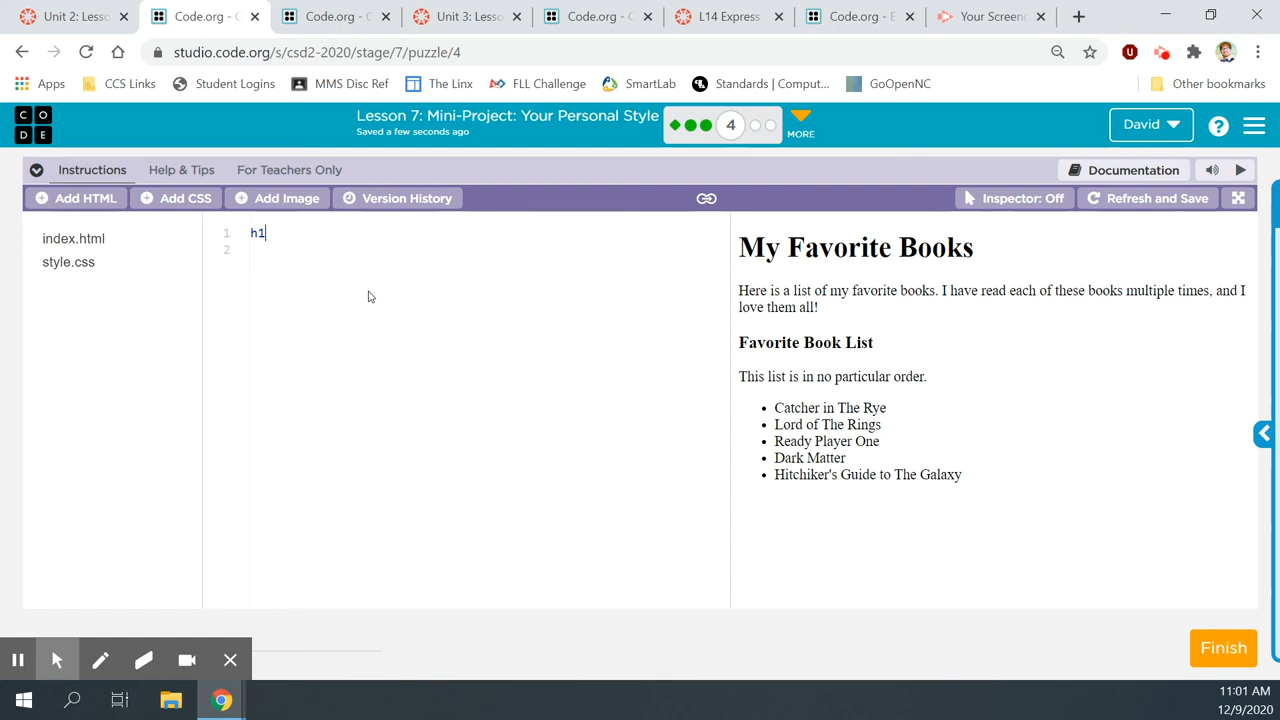 Unit 2: Lesso
Code.org - C
Code.org - C
Unit 3: Lesso
Code.org - C
L14 Express
Code.org - E
Your Screen
studio.code.org/s/csd2-2020/stage/7/puzzle/4
Apps
CCS Links
Student Logins
MMS Disc Ref
The Linx
FLL Challenge
SmartLab
Standards | Comput...
GoOpenNC
Other bookmarks
C O
D E
Lesson 7: Mini-Project: Your Personal Style
Saved a few seconds ago
4
MORE
David
Instructions
Help & Tips
For Teachers Only
Documentation
Add HTML
Add CSS
Add Image
Version History
Inspector: Off
Refresh and Save
index.html
style.css
1 h1
2
My Favorite Books
Here is a list of my favorite books. I have read each of these books multiple times, and I
love them all!
Favorite Book List
This list is in no particular order.
• Catcher in The Rye
• Lord of The Rings
• Ready Player One
• Dark Matter
• Hitchiker's Guide to The Galaxy
Finish
11:01 AM
12/9/2020